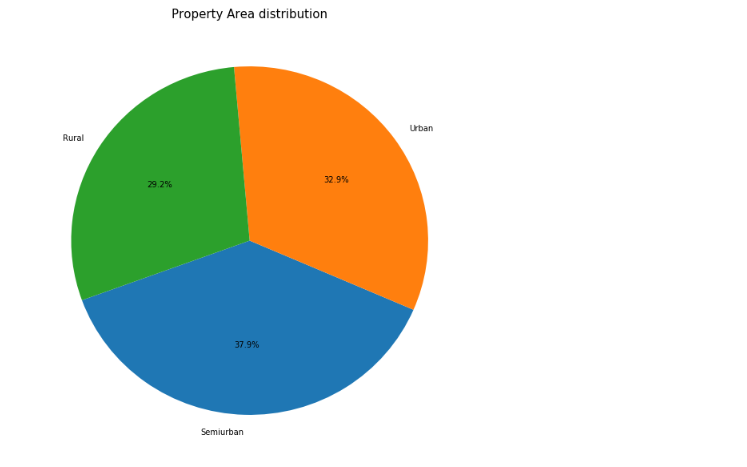 Property Area distribution
Urban
Rural
32.9%
29.2%
37.9%
Semiurban